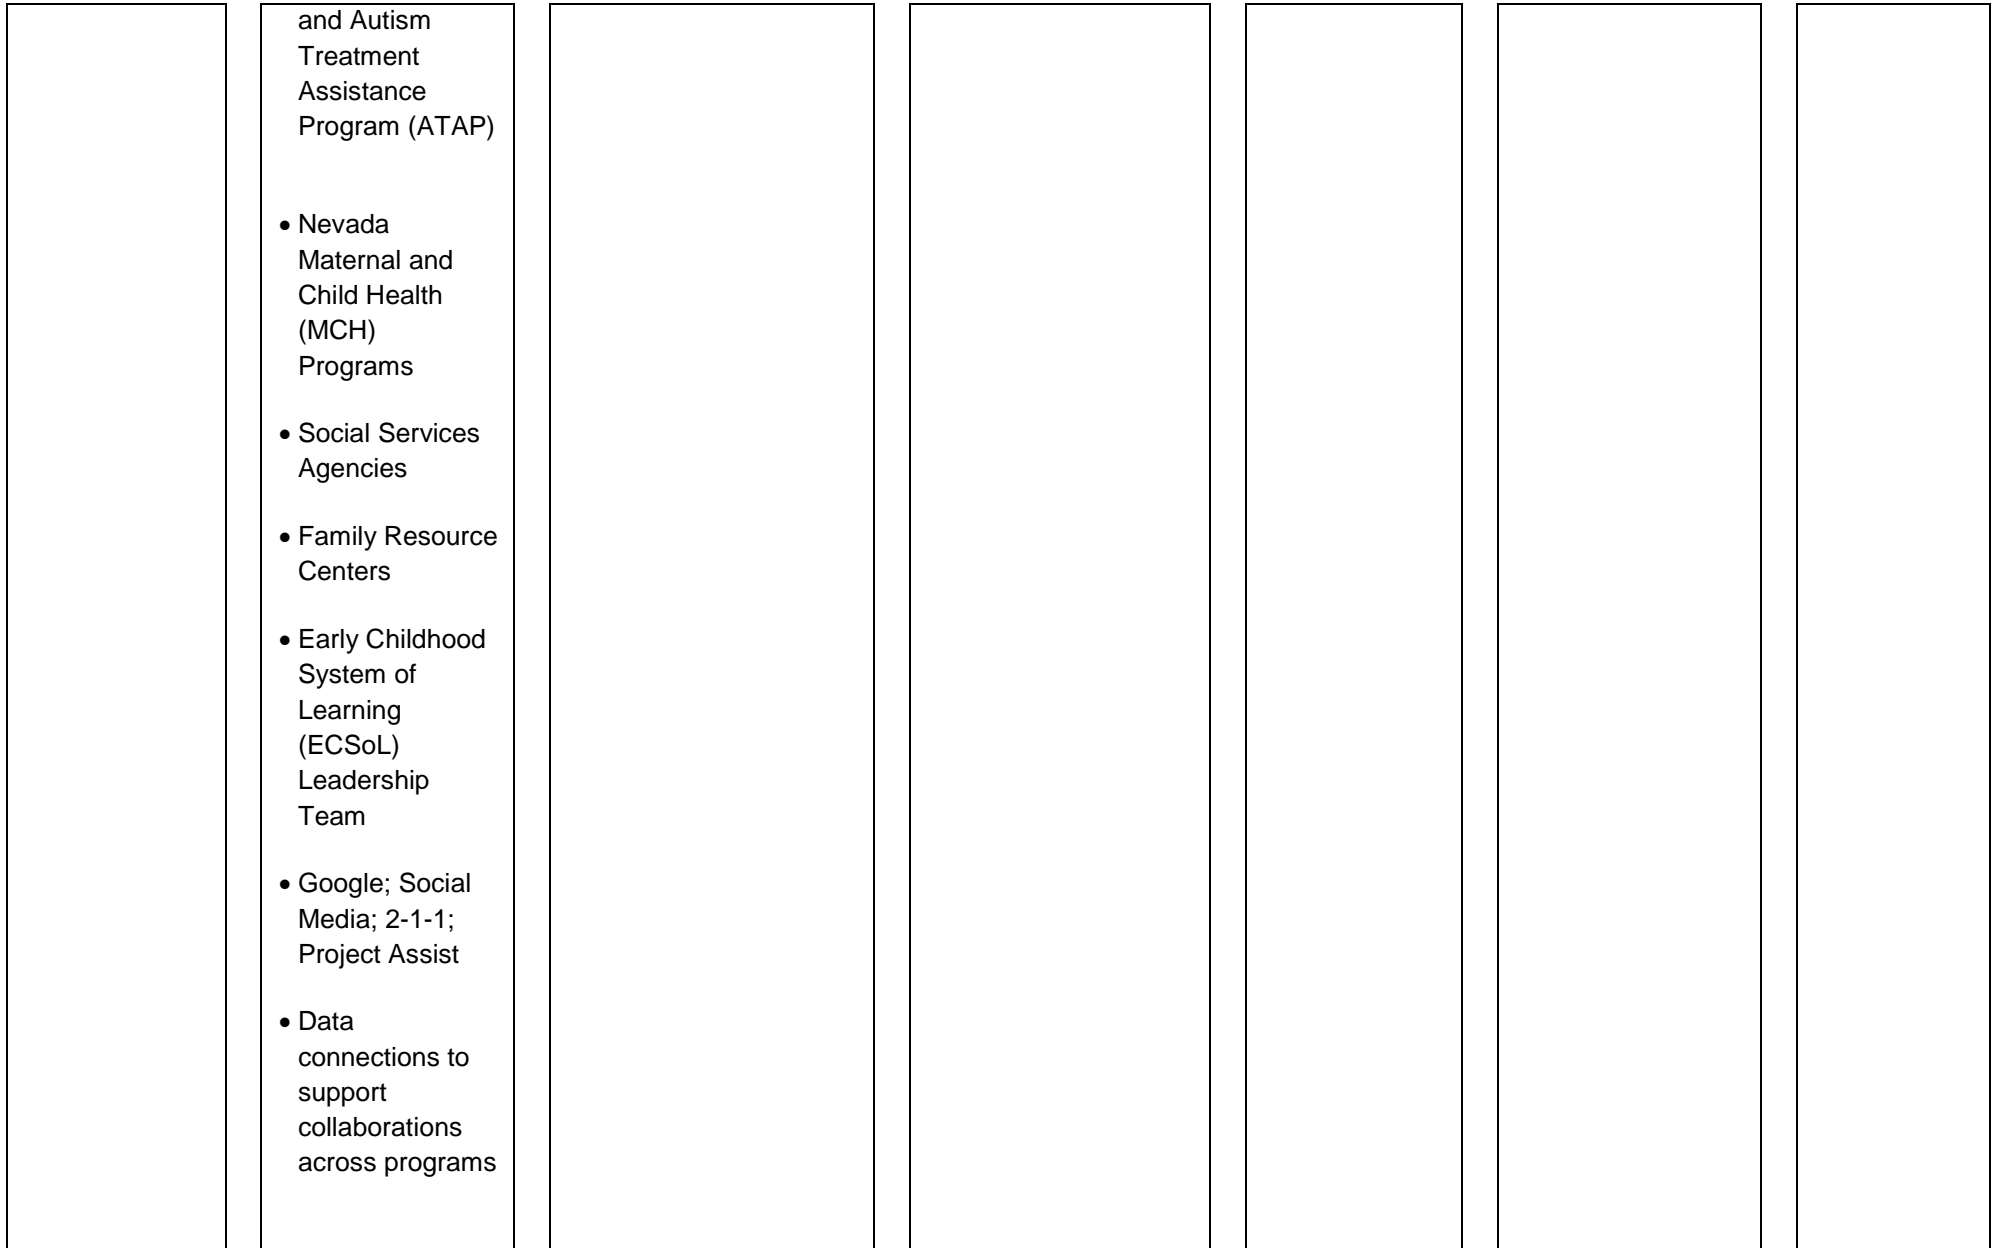 and Autism
Treatment
Assistance
Program (ATAP)
• Nevada
Maternal and
Child Health
(MCH)
Programs
• Social Services
Agencies
• Family Resource
Centers
• Early Childhood
System of
Learning
(ECSoL)
Leadership
Team
• Google; Social
Media; 2-1-1;
Project Assist
• Data
connections to
support
collaborations
across programs